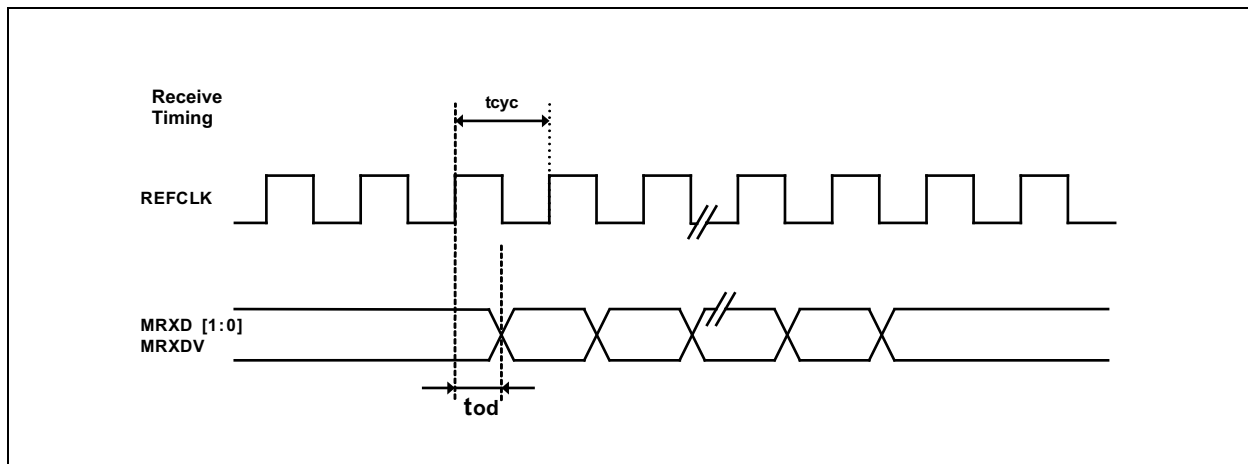 Receive
Timing
tcyc
REFCLK
MRXD [1:0]
MRXDV
tod